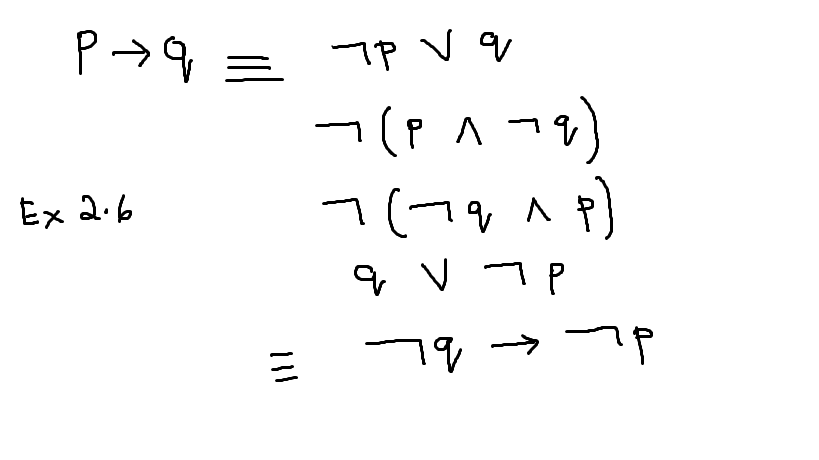 P → q ≡ ¬p ∨ q
¬(p ∧ ¬q)
Ex 2.6 ¬(¬q ∧ p)
q ∨ ¬p
≡ ¬q → ¬p